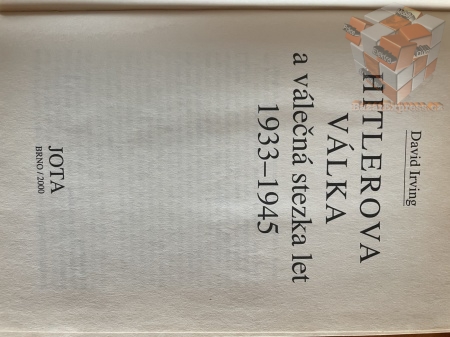 David Irving
HITLEROVA
VÁLKA
a válečná stezka let
1933–1945
JOTA
BRNO / 2000